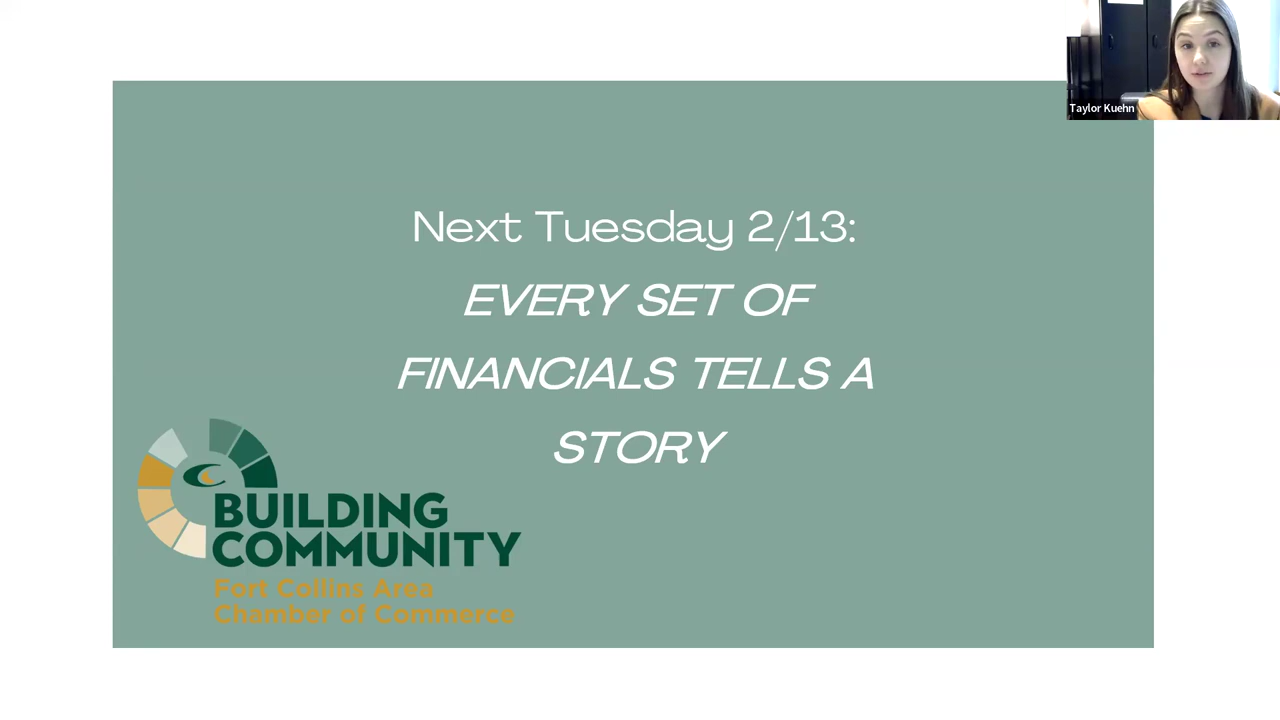 Taylor Kuehn
Next Tuesday 2/13:
EVERY SET OF
FINANCIALS TELLS A
STORY
BUILDING
COMMUNITY
Fort Collins Area
Chamber of Commerce